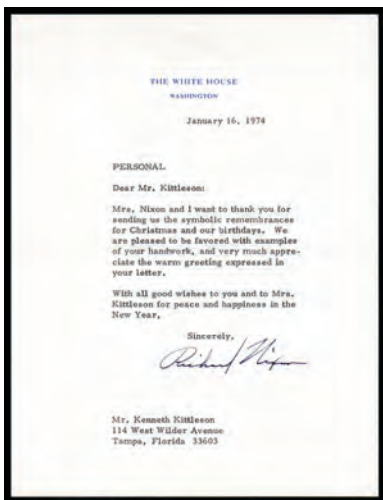 THE WHITE HOUSE
WASHINGTON
January 16, 1974
PERSONAL
Dear Mr. Kittleson:
Mrs. Nixon and I want to thank you for
sending us the symbolic remembrances
for Christmas and our birthdays. We
are pleased to be favored with examples
of your handwork, and very much appre-
ciate the warm greeting expressed in
your letter.
With all good wishes to you and to Mrs.
Kittleson for peace and happiness in the
New Year,
Sincerely,
Richard Nixon
Mr. Kenneth Kittleson
114 West Wilder Avenue
Tampa, Florida 33603